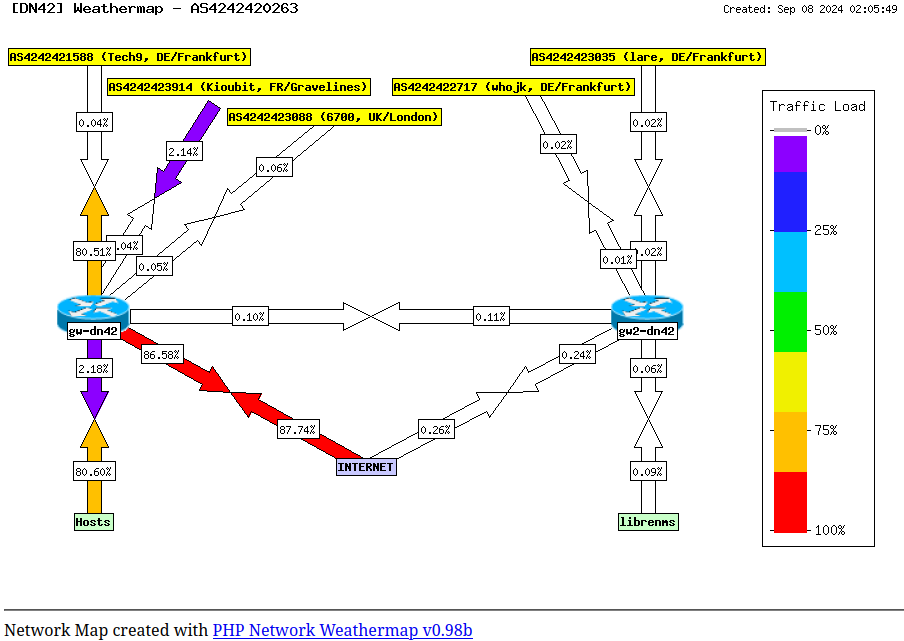 [DN42] Weathermap - AS4242420263
Created: Sep 08 2024 02:05:49
AS4242421588 (Tech9, DE/Frankfurt)
AS4242423035 (lare, DE/Frankfurt)
AS4242423914 (Kioubit, FR/Gravelines)
AS4242422717 (whojk, DE/Frankfurt)
AS4242423088 (6700, UK/London)
Traffic Load
0%
25%
50%
75%
100%
0.04%
2.14%
0.06%
0.02%
0.02%
80.51%
.04%
0.05%
0.01%
.02%
gw-dn42
0.10%
0.11%
gw2-dn42
2.18%
86.58%
0.24%
0.06%
87.74%
0.26%
80.60%
INTERNET
0.09%
Hosts
librenms
Network Map created with PHP Network Weathermap v0.98b